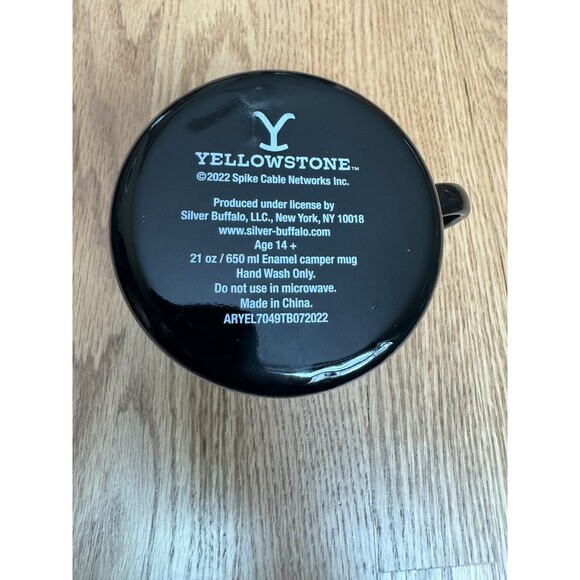 Y
YELLOWSTONE™
©2022 Spike Cable Networks Inc.
Produced under license by
Silver Buffalo, LLC., New York, NY 10018
www.silver-buffalo.com
Age 14 +
21 oz / 650 ml Enamel camper mug
Hand Wash Only.
Do not use in microwave.
Made in China.
ARYEL7049TB072022